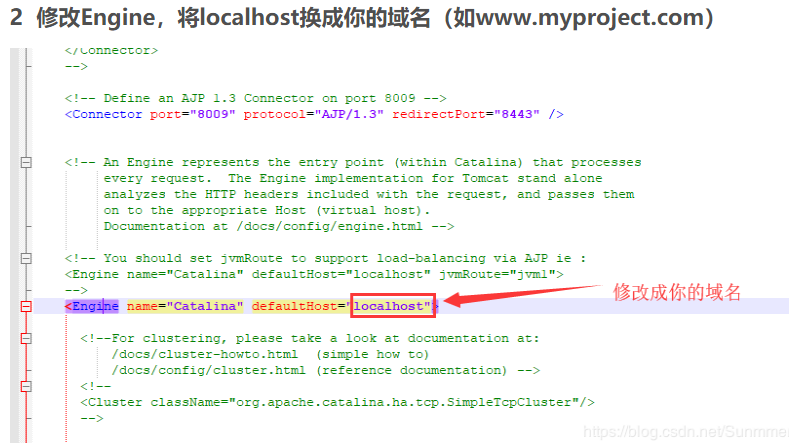 2 修改Engine，将localhost换成你的域名（如www.myproject.com）
</Connector>
-->
<!-- Define an AJP 1.3 Connector on port 8009 -->
<Connector port="8009" protocol="AJP/1.3" redirectPort="8443" />
<!-- An Engine represents the entry point (within Catalina) that processes
every request.  The Engine implementation for Tomcat stand alone
analyzes the HTTP headers included with the request, and passes them
on to the appropriate Host (virtual host).
Documentation at /docs/config/engine.html -->
<!-- You should set jvmRoute to support load-balancing via AJP ie :
<Engine name="Catalina" defaultHost="localhost" jvmRoute="jvm1">
-->
<Engine name="Catalina" defaultHost="localhost"> 修改成你的域名
<!--For clustering, please take a look at documentation at:
/docs/cluster-howto.html  (simple how to)
/docs/config/cluster.html (reference documentation) -->
<!--
<Cluster className="org.apache.catalina.ha.tcp.SimpleTcpCluster"/>
-->
https://blog.csdn.net/Sunmmer